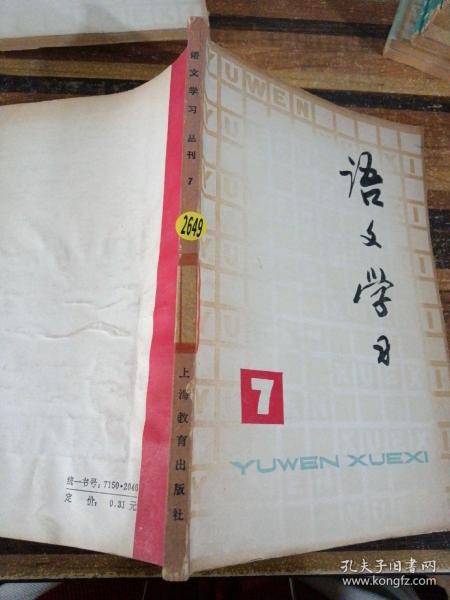 语文学习
7
YUWEN XUEXI
YUWEN
语文学习 丛刊 7
2649
上海教育出版社
统一书号：7150·2046
定 价： 0.31 元
孔夫子旧书网
www.kongfz.com